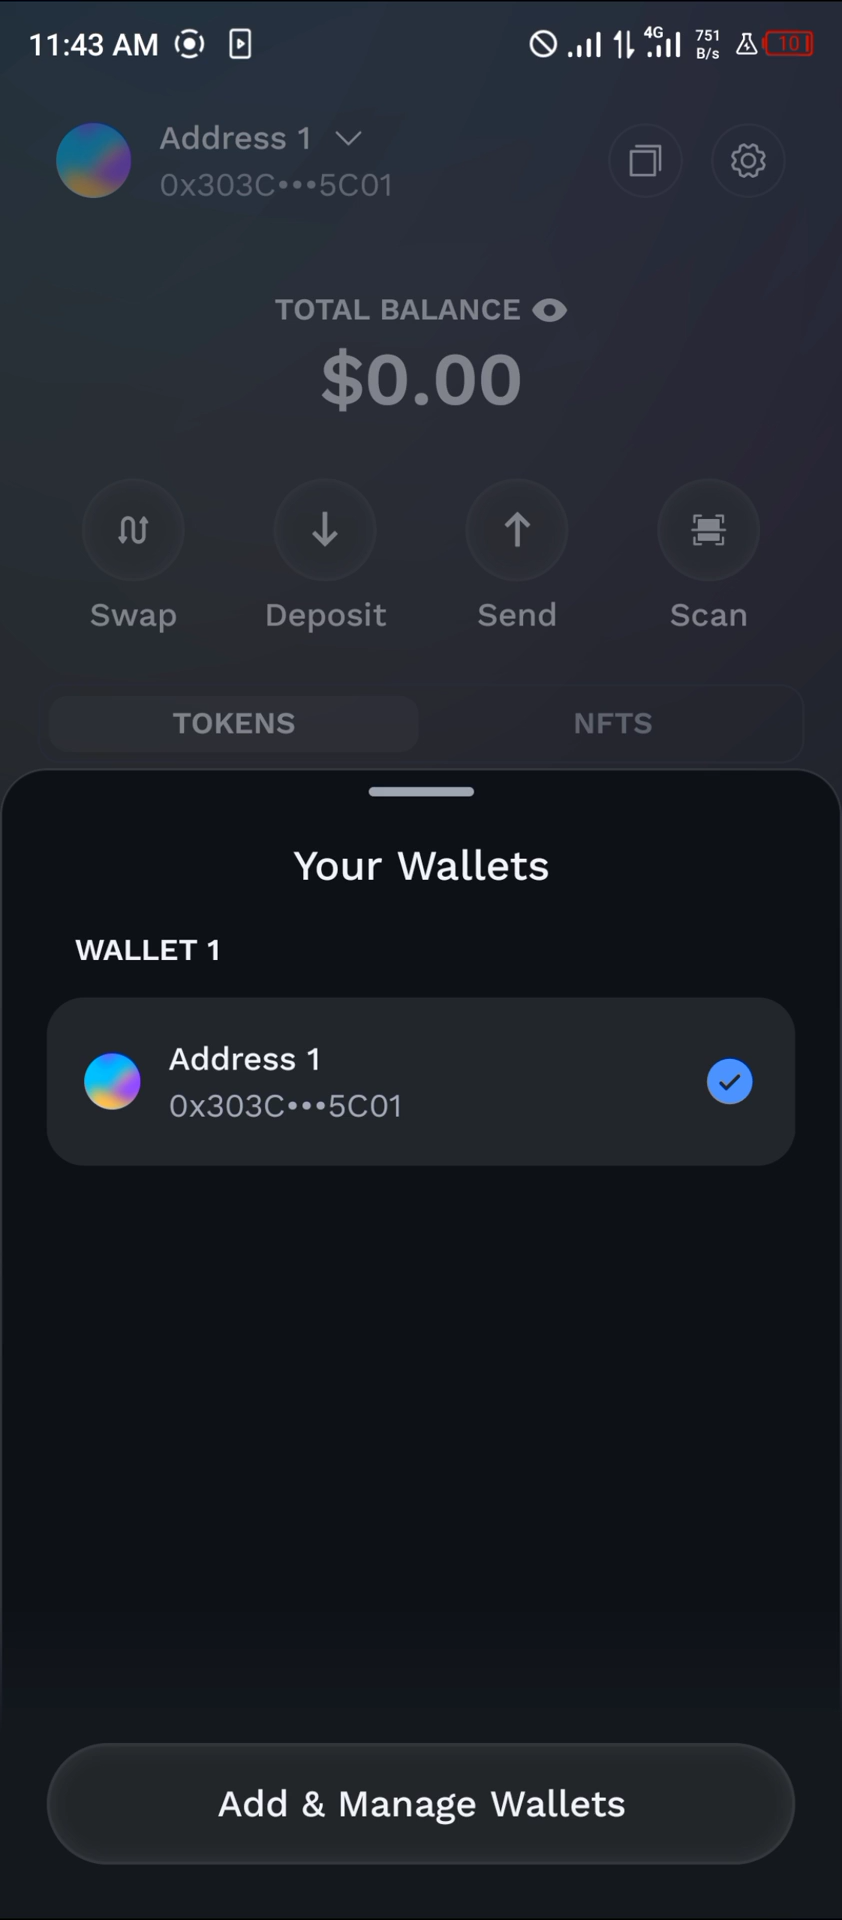 11:43 AM 4G 751 B/s 10
Address 1
0x303C•••5C01
TOTAL BALANCE
$0.00
Swap Deposit Send Scan
TOKENS NFTS
Your Wallets
WALLET 1
Address 1
0x303C•••5C01
Add & Manage Wallets